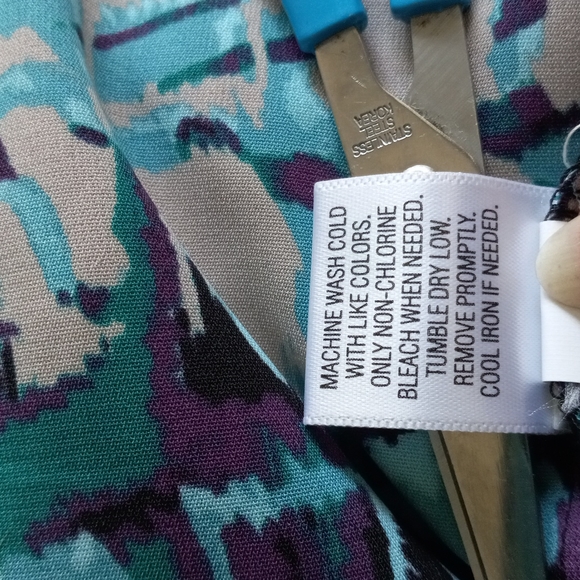 STAINLESS
STEEL
KOREA
MACHINE WASH COLD
WITH LIKE COLORS.
ONLY NON-CHLORINE
BLEACH WHEN NEEDED.
TUMBLE DRY LOW.
REMOVE PROMPTLY.
COOL IRON IF NEEDED.